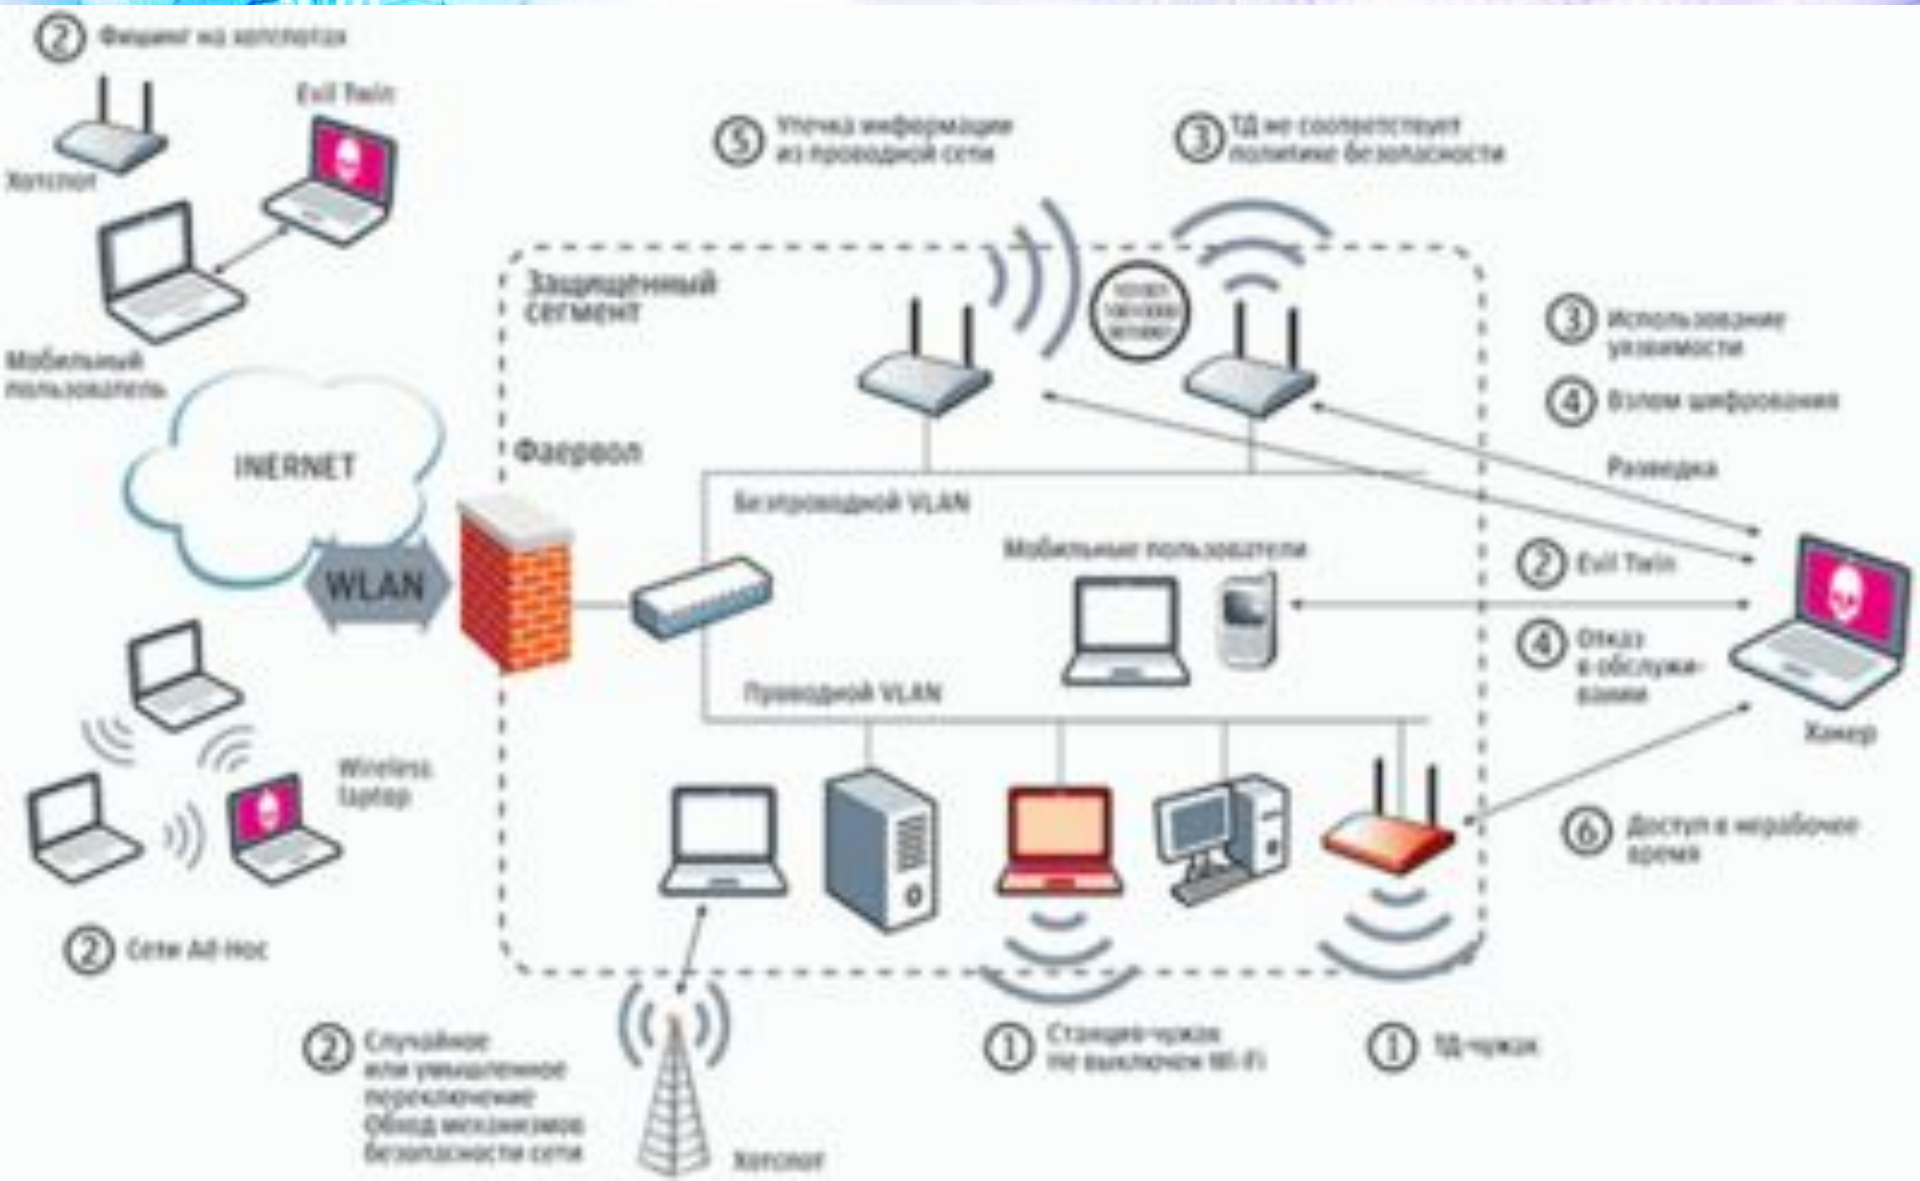 2 Фишинг на хотспотах
Evil Twin
Хотспот
Мобильный
пользователь
5 Утечка информации
из проводной сети
3 ТД не соответствует
политике безопасности
Защищенный
сегмент
3 Использование
уязвимости
4 Взлом шифрования
Разведка
INERNET
Фаервол
WLAN
Безпроводной VLAN
Мобильные пользователи
2 Evil Twin
4 Отказ
в обслужи-
вании
Хакер
Проводной VLAN
Wireless
laptop
6 Доступ в нерабочее
время
2 Сети Ad-Hoc
2 Случайное
или умышленное
переключение
Обход механизмов
безопасности сети
Хотспот
1 Станция-чужак
Не выключен Wi-Fi
1 ТД-чужак